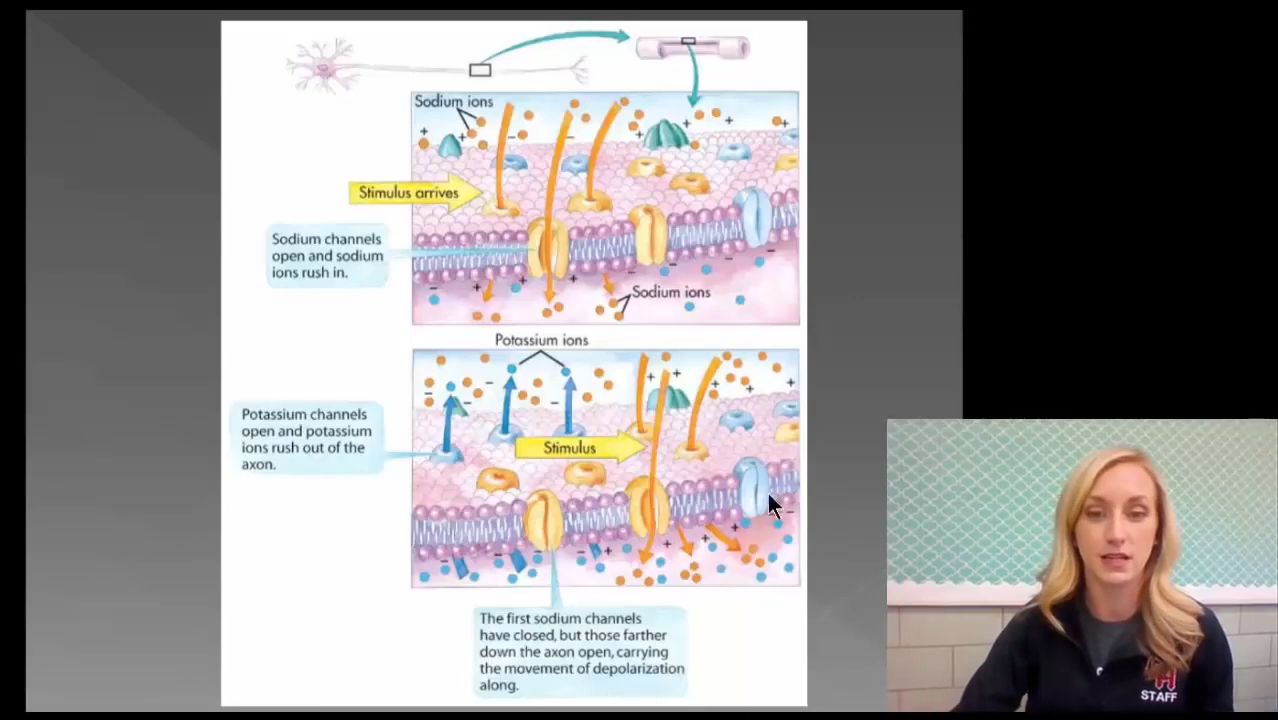 Sodium ions
Stimulus arrives
Sodium channels
open and sodium
ions rush in.
Sodium ions
Potassium ions
Potassium channels
open and potassium
ions rush out of the
axon.
Stimulus
The first sodium channels
have closed, but those farther
down the axon open, carrying
the movement of depolarization
along.
H
STAFF